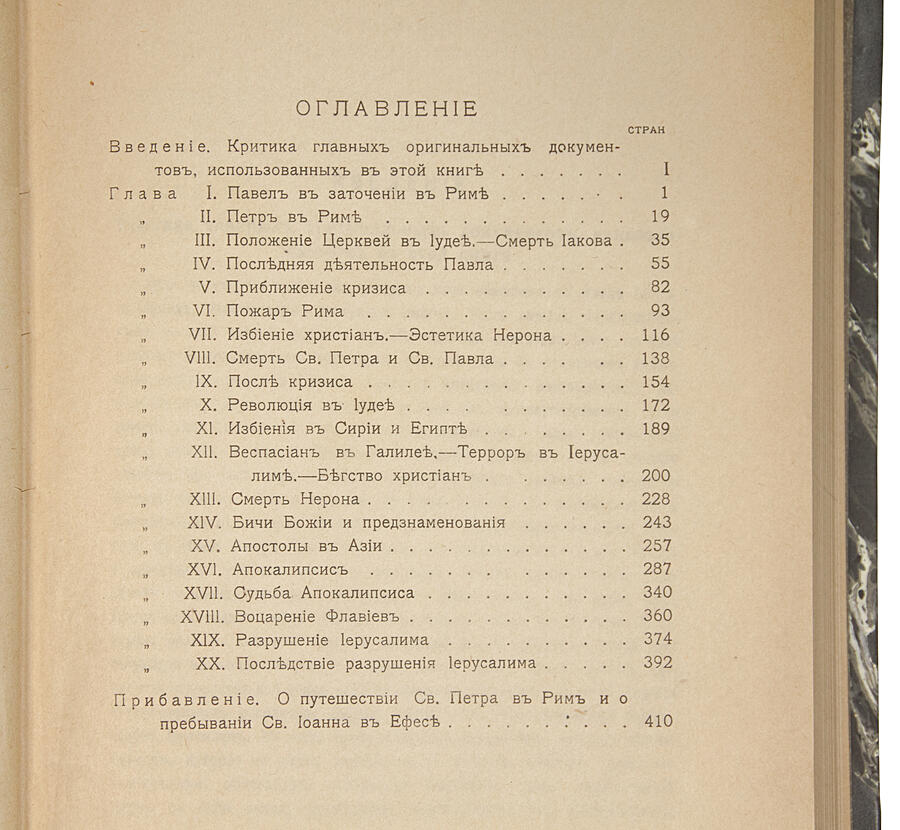 ОГЛАВЛЕНІЕ
СТРАН
Введеніе. Критика главныхъ оригинальныхъ докумен-
товъ, использованныхъ въ этой книгѣ . . . . . . . I
Глава I. Павелъ въ заточеніи въ Римѣ . . . . . . . 1
„ II. Петръ въ Римѣ . . . . . . . . . . . . 19
„ III. Положеніе Церквей въ Іудеѣ.—Смерть Іакова . 35
„ IV. Послѣдняя дѣятельность Павла . . . . . . . 55
„ V. Приближеніе кризиса . . . . . . . . . . . 82
„ VI. Пожаръ Рима . . . . . . . . . . . . . 93
„ VII. Избіеніе христіанъ.—Эстетика Нерона . . . . 116
„ VIII. Смерть Св. Петра и Св. Павла . . . . . . . 138
„ IX. Послѣ кризиса . . . . . . . . . . . . . 154
„ X. Революція въ Іудеѣ . . . . . . . . . . 172
„ XI. Избіенія въ Сиріи и Египтѣ . . . . . . . . 189
„ XII. Веспасіанъ въ Галилеѣ.—Терроръ въ Іеруса-
лимѣ.—Бѣгство христіанъ . . . . . . . 200
„ XIII. Смерть Нерона . . . . . . . . . . . . . 228
„ XIV. Бичи Божіи и предзнаменованія . . . . . . 243
„ XV. Апостолы въ Азіи . . . . . . . . . . . . 257
„ XVI. Апокалипсисъ . . . . . . . . . . . . . 287
„ XVII. Судьба Апокалипсиса . . . . . . . . . . . 340
„ XVIII. Воцареніе Флавіевъ . . . . . . . . . . . 360
„ XIX. Разрушеніе Іерусалима . . . . . . . . . . 374
„ XX. Послѣдствіе разрушенія Іерусалима . . . . . 392
Прибавленіе. О путешествіи Св. Петра въ Римъ и о
пребываніи Св. Іоанна въ Ефесѣ . . . . . . . . . . 410